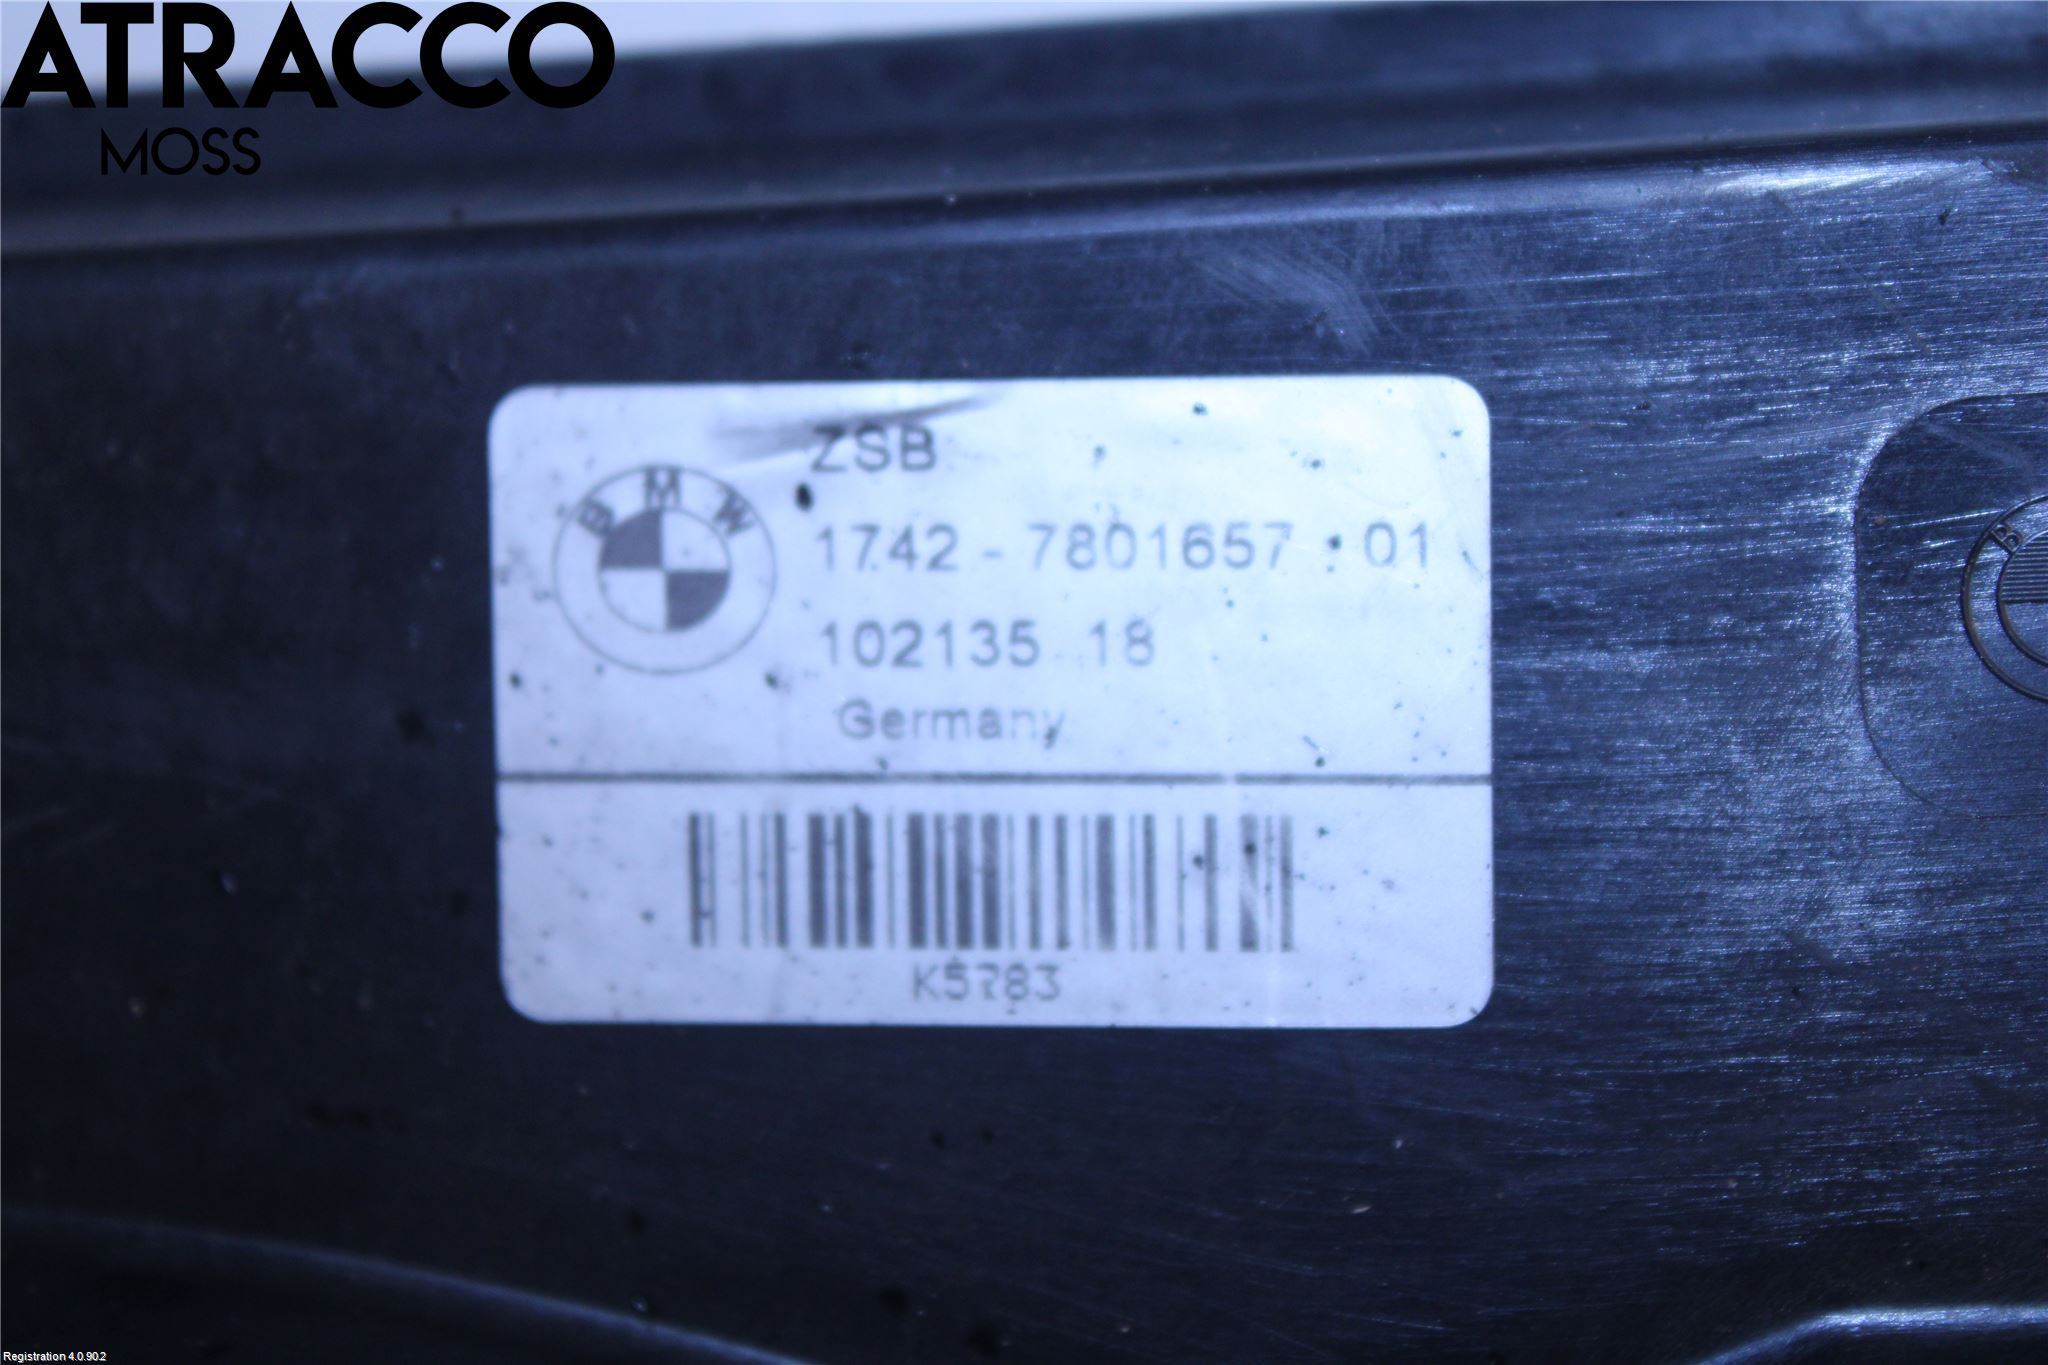 ATRACCO
MOSS
ZSB
BMW
1742 - 7801657 . 01
102135 18
Germany
K5783
Registration 4.0.90.2